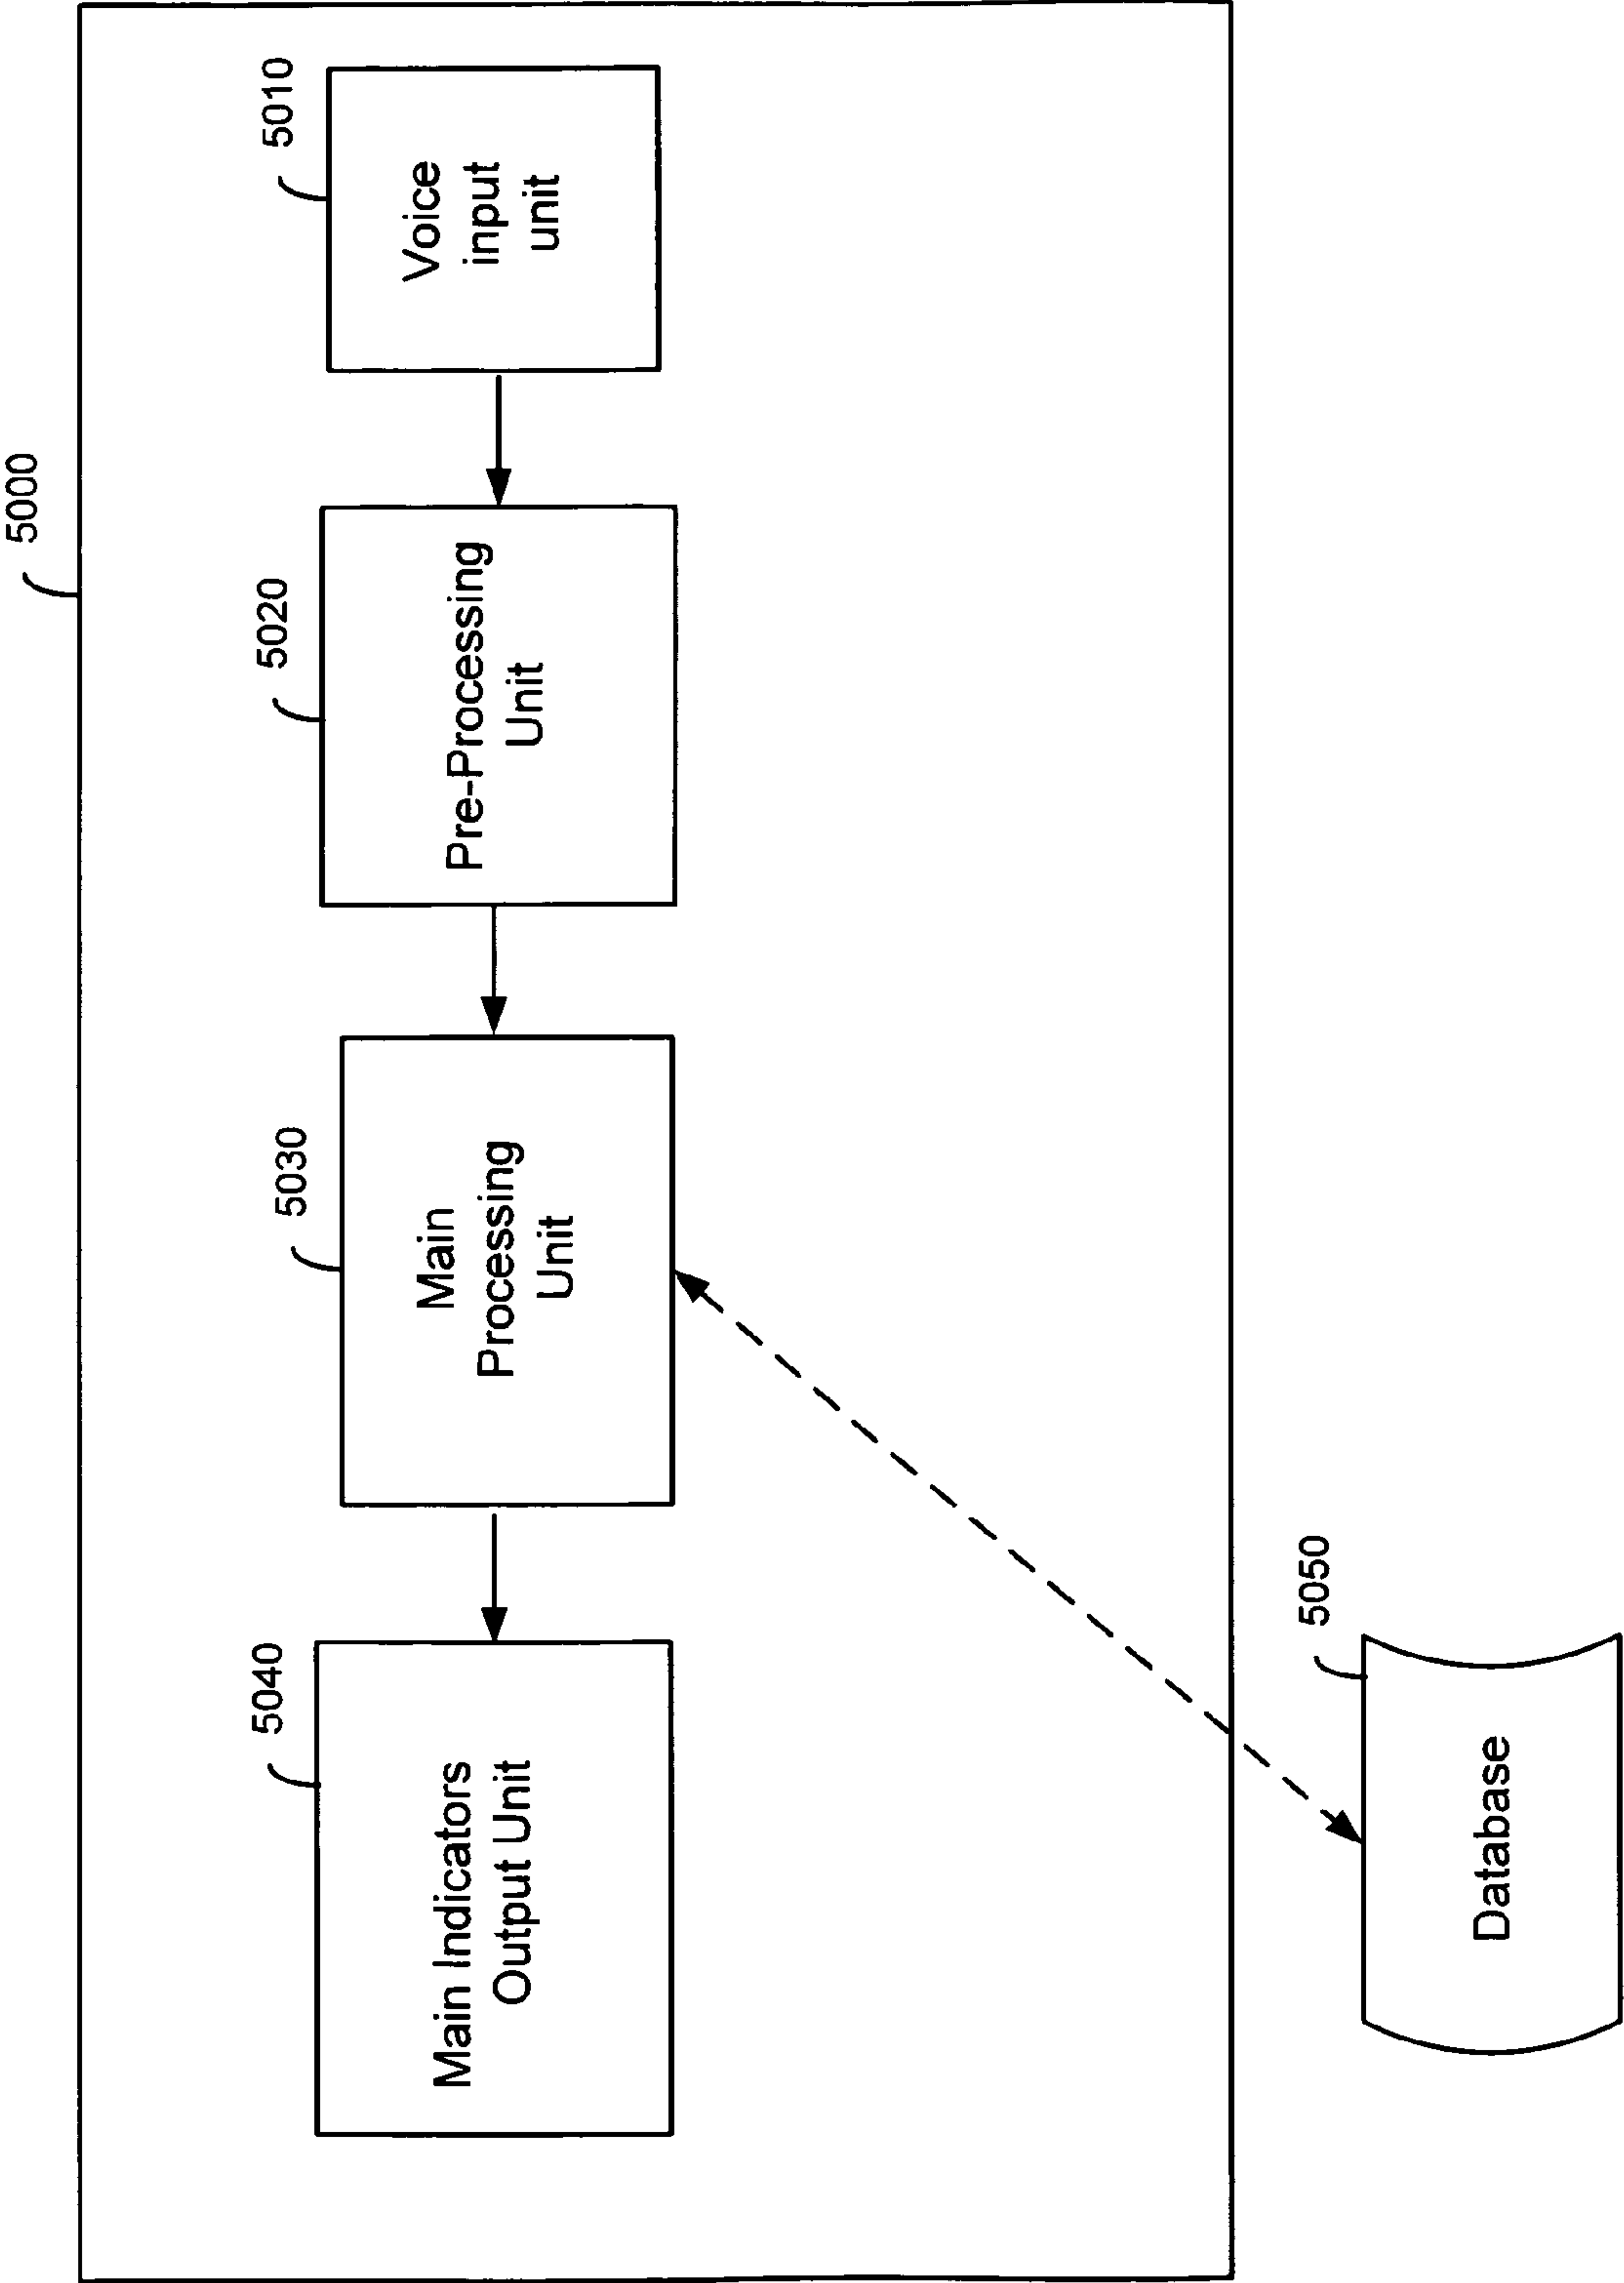 5000
5040
Main Indicators
Output Unit
5030
Main
Processing
Unit
5020
Pre-Processing
Unit
5010
Voice
input
unit
5050
Database